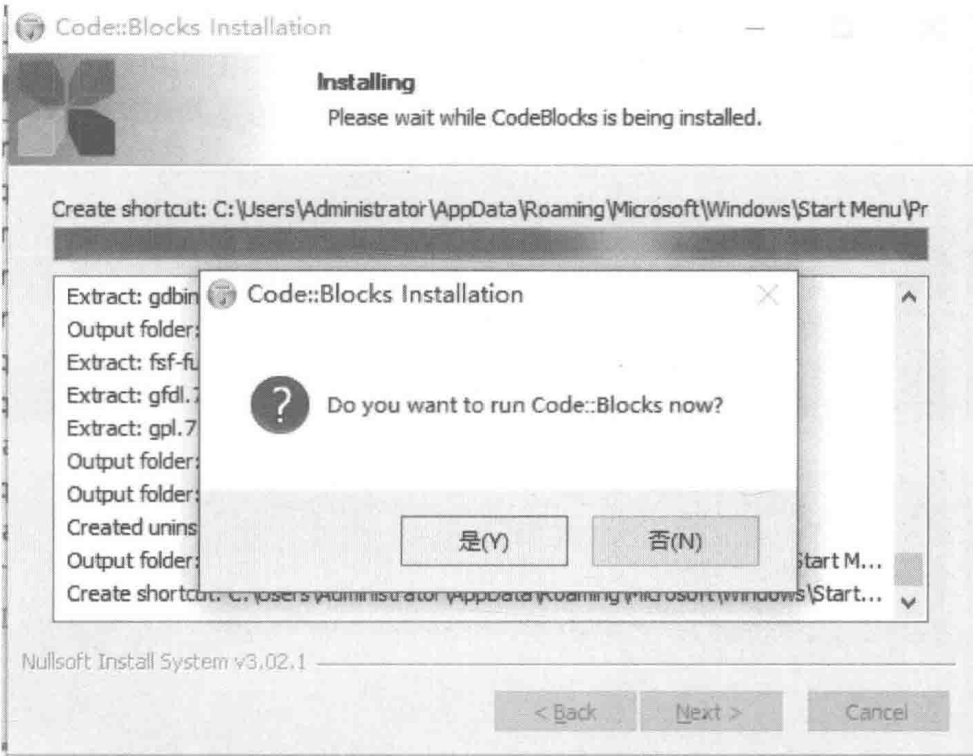 Code::Blocks Installation
Installing
Please wait while CodeBlocks is being installed.
Create shortcut: C:\Users\Administrator\AppData\Roaming\Microsoft\Windows\Start Menu\Pr
Extract: gdbin
Output folder:
Extract: fsf-fu
Extract: gfdl.7
Extract: gpl.7
Output folder:
Output folder:
Created unins
Output folder: Start M...
Create shortcut: C:\Users\Administrator\AppData\Roaming\Microsoft\Windows\Start...
Code::Blocks Installation
Do you want to run Code::Blocks now?
是(Y) 否(N)
Nullsoft Install System v3.02.1
< Back Next > Cancel